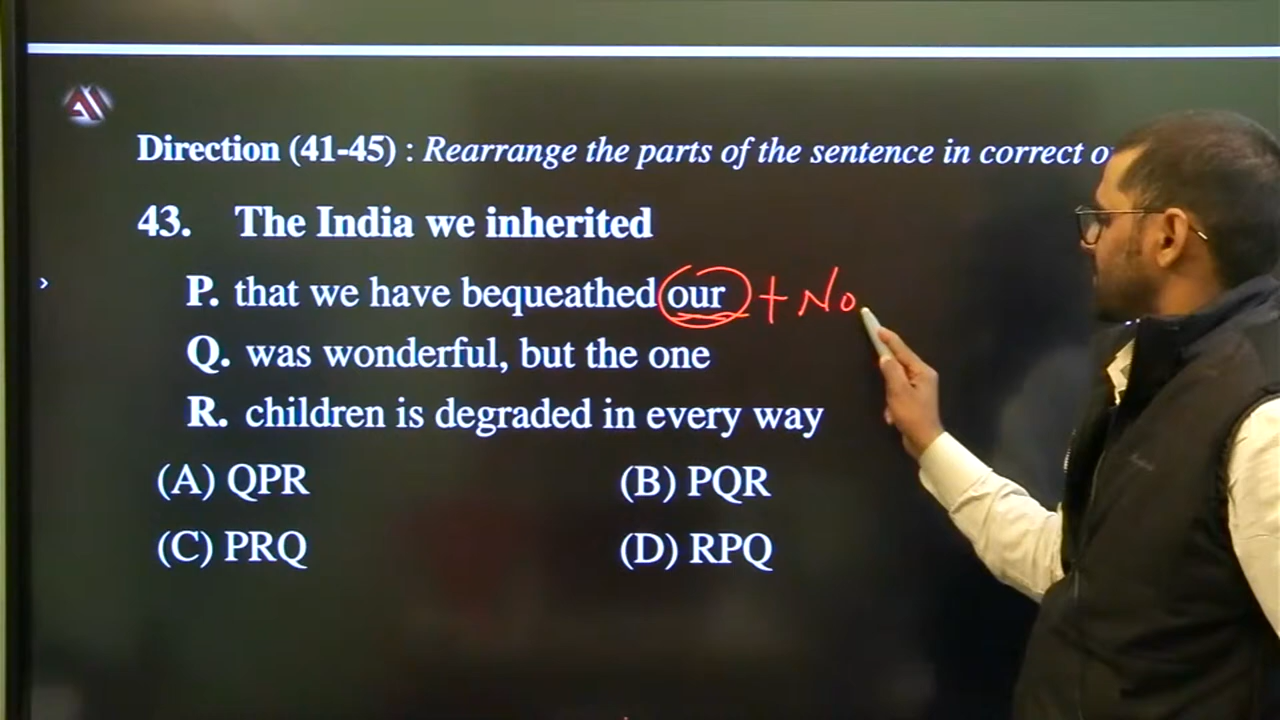 Direction (41-45) : Rearrange the parts of the sentence in correct
43. The India we inherited
P. that we have bequeathed our + No
Q. was wonderful, but the one
R. children is degraded in every way
(A) QPR (B) PQR
(C) PRQ (D) RPQ